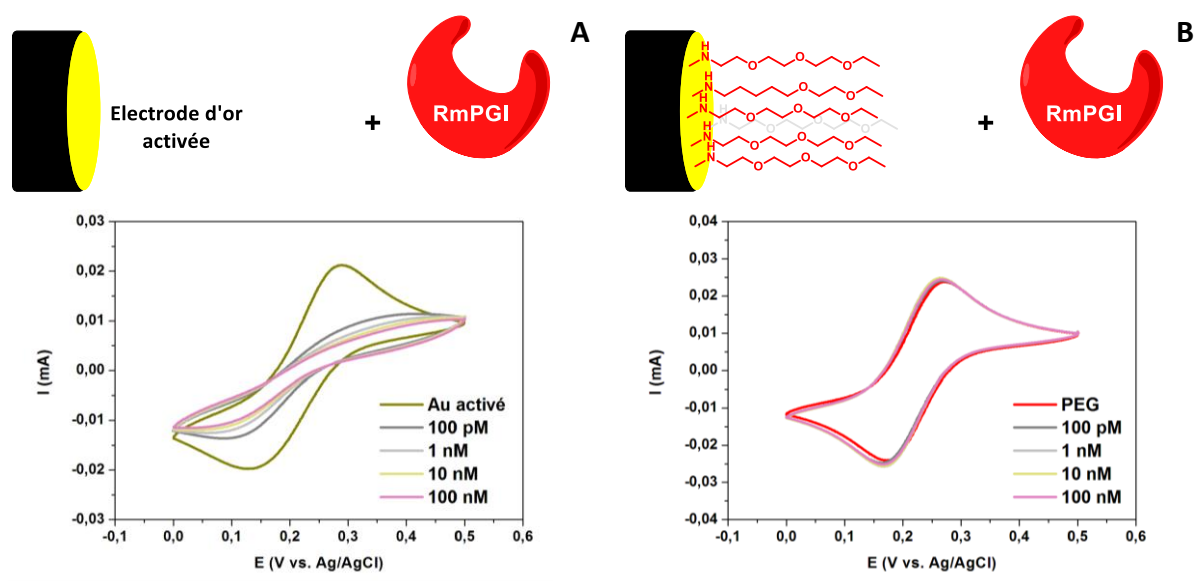 A
Electrode d'or
activée
+
RmPGI
0,03
0,02
0,01
0,00
-0,01
-0,02
-0,03
I (mA)
Au activé
100 pM
1 nM
10 nM
100 nM
-0,1 0,0 0,1 0,2 0,3 0,4 0,5 0,6
E (V vs. Ag/AgCl)
B
H
N
O
O
O
H
N
O
O
H
N
O
O
O
H
N
O
O
O
H
N
O
O
O
+
RmPGI
0,04
0,03
0,02
0,01
0,00
-0,01
-0,02
-0,03
-0,04
I (mA)
PEG
100 pM
1 nM
10 nM
100 nM
-0,1 0,0 0,1 0,2 0,3 0,4 0,5 0,6
E (V vs. Ag/AgCl)